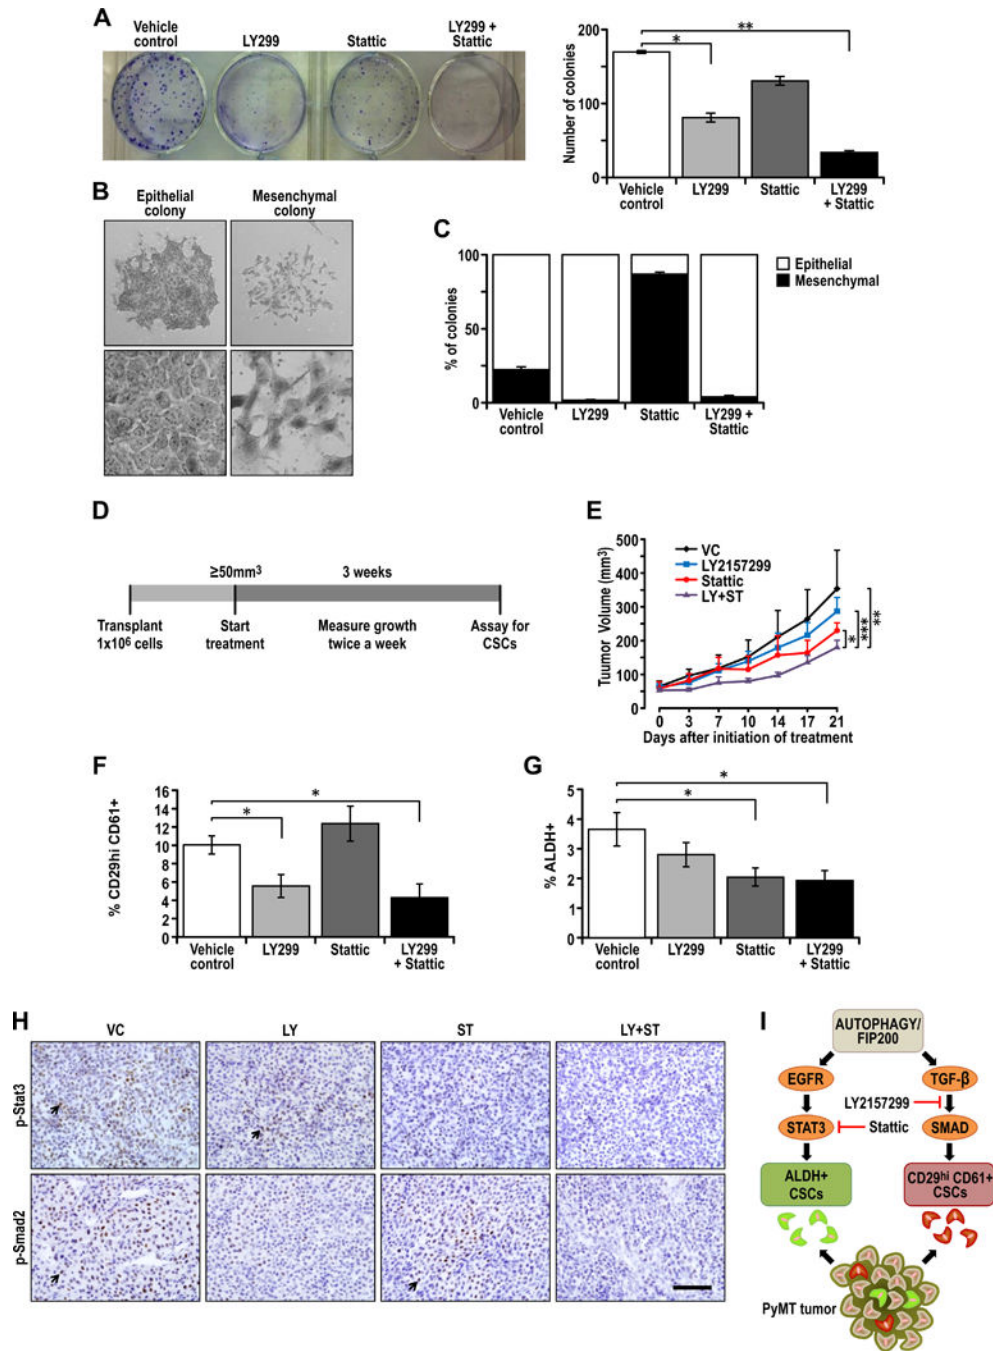 A
Vehicle control
LY299
Stattic
LY299 + Stattic
Number of colonies
200
100
0
*
**
Vehicle control
LY299
Stattic
LY299 + Stattic
B
Epithelial colony
Mesenchymal colony
C
% of colonies
100
50
0
Epithelial
Mesenchymal
Vehicle control
LY299
Stattic
LY299 + Stattic
D
≥50mm3
3 weeks
Transplant 1x106 cells
Start treatment
Measure growth twice a week
Assay for CSCs
E
Tuumor Volume (mm3)
500
400
300
200
100
0
VC
LY2157299
Stattic
LY+ST
*
***
**
0 3 7 10 14 17 21
Days after initiation of treatment
F
% CD29hi CD61+
16
14
12
10
8
6
4
2
0
*
*
Vehicle control
LY299
Stattic
LY299 + Stattic
G
% ALDH+
5
4
3
2
1
0
*
*
Vehicle control
LY299
Stattic
LY299 + Stattic
H
VC
LY
ST
LY+ST
p-Stat3
p-Smad2
I
AUTOPHAGY/
FIP200
EGFR
TGF-β
LY2157299
STAT3
Stattic
SMAD
ALDH+
CSCs
CD29hi CD61+
CSCs
PyMT tumor